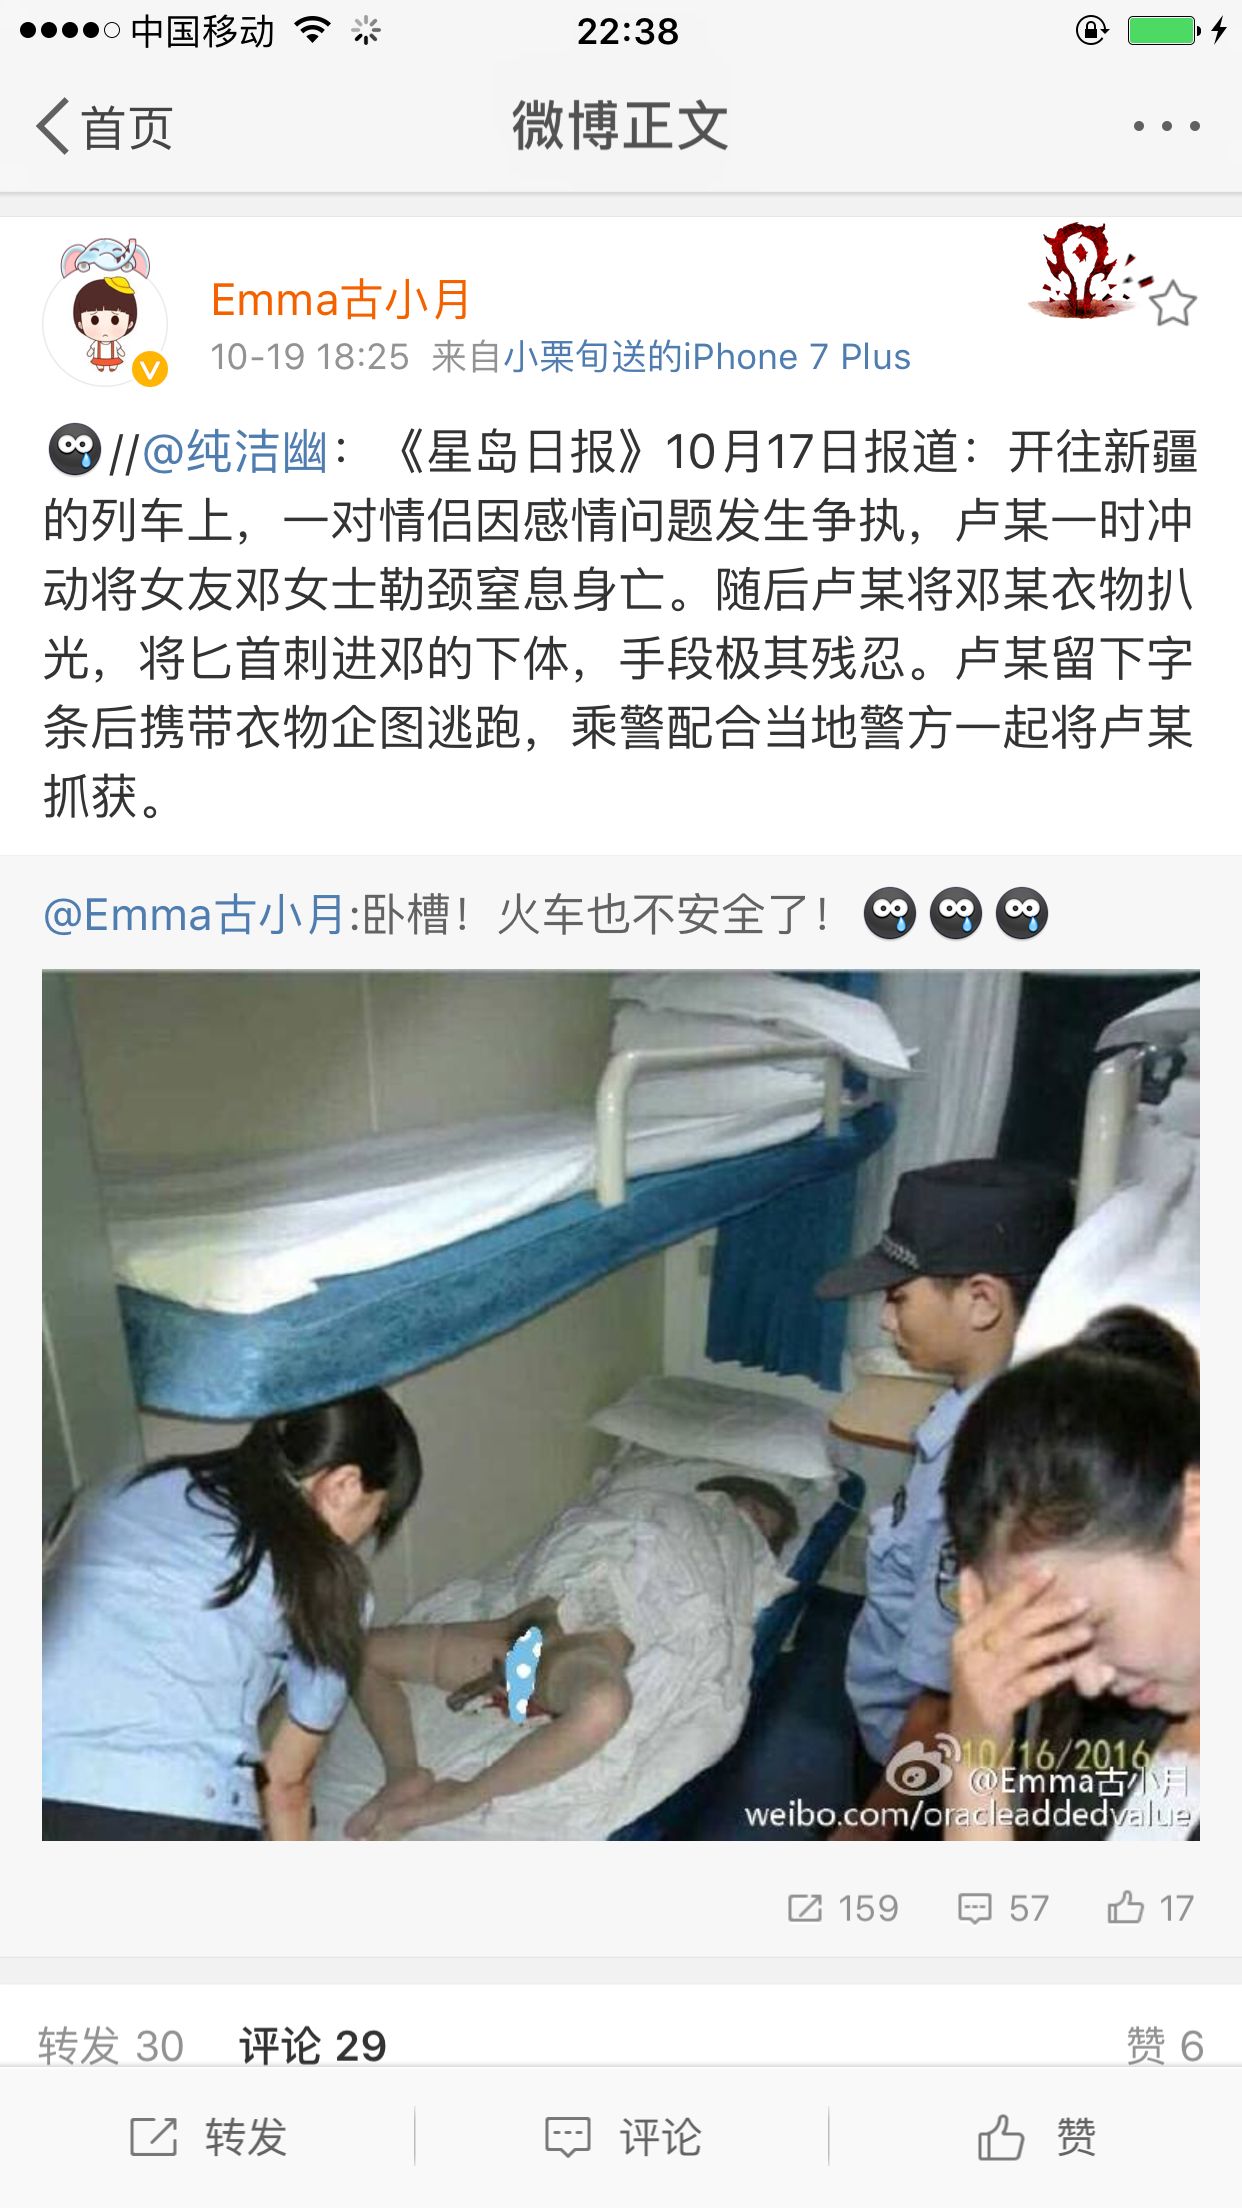 中国移动 22:38
首页 微博正文
Emma古小月
10-19 18:25 来自小栗旬送的iPhone 7 Plus
//@纯洁幽：《星岛日报》10月17日报道：开往新疆
的列车上，一对情侣因感情问题发生争执，卢某一时冲
动将女友邓女士勒颈窒息身亡。随后卢某将邓某衣物扒
光，将匕首刺进邓的下体，手段极其残忍。卢某留下字
条后携带衣物企图逃跑，乘警配合当地警方一起将卢某
抓获。
@Emma古小月:卧槽！火车也不安全了！
10/16/2016
@Emma古小月
weibo.com/oracleaddedvalue
159 57 17
转发 30 评论 29 赞 6
转发 评论 赞